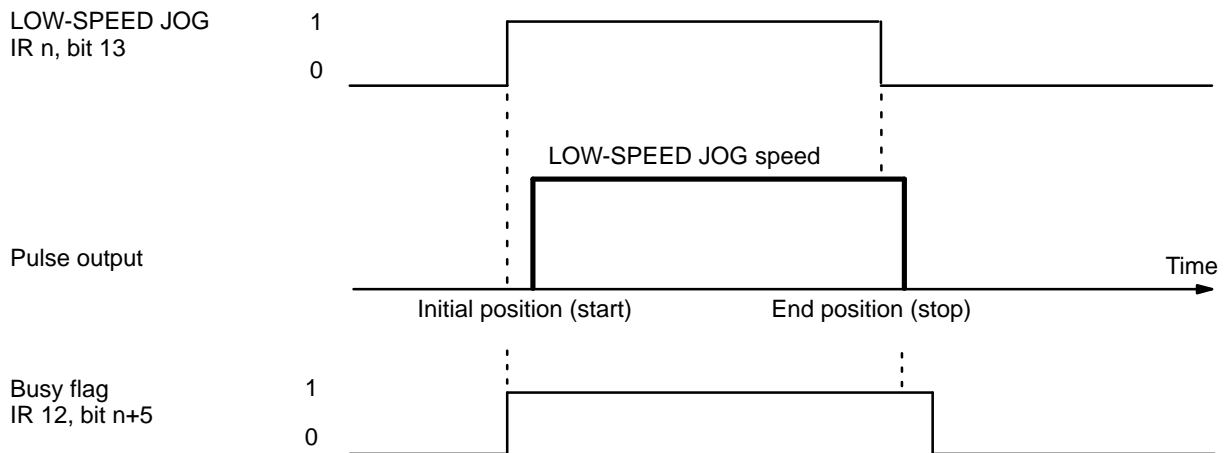 LOW-SPEED JOG
IR n, bit 13
1
0
LOW-SPEED JOG speed
Pulse output
Time
Initial position (start)
End position (stop)
Busy flag
IR 12, bit n+5
1
0